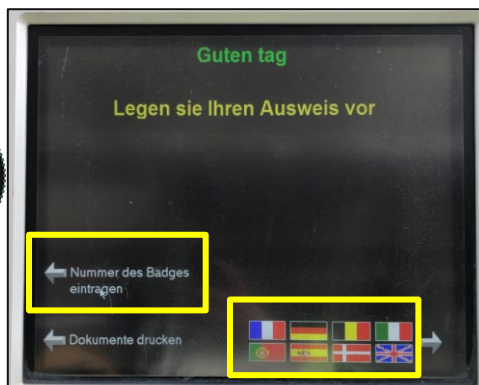 Guten tag
Legen sie Ihren Ausweis vor
Nummer des Badges
eintragen
Dokumente drucken